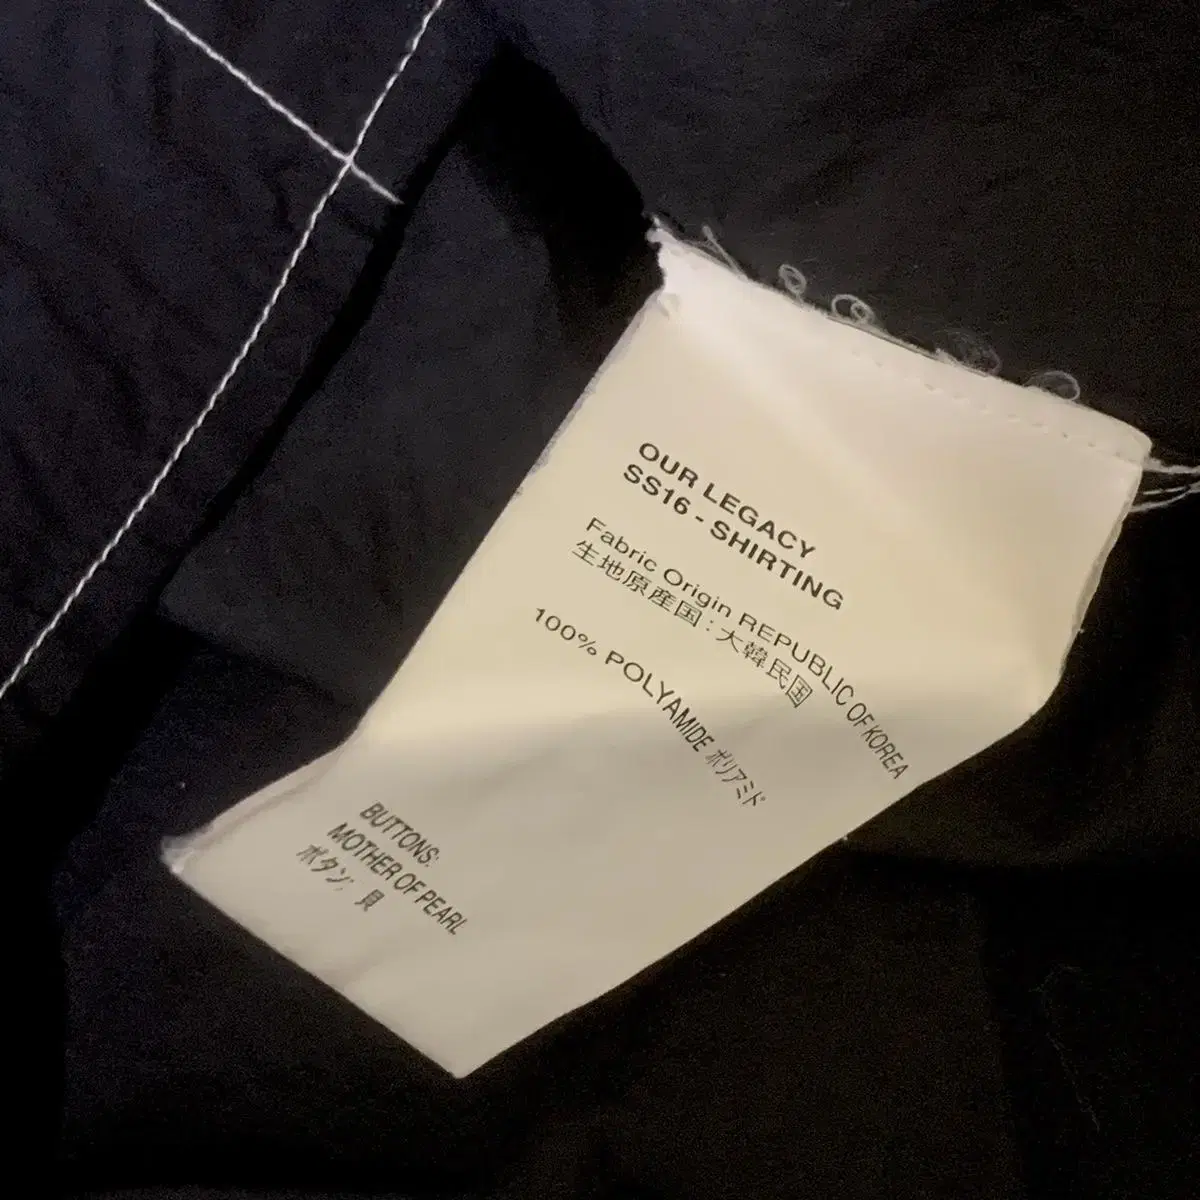 OUR LEGACY
SS16 - SHIRTING
Fabric Origin REPUBLIC OF KOREA
生地原産国：大韓民国
100% POLYAMIDE ポリアミド
BUTTONS:
MOTHER OF PEARL
ボタン; 貝